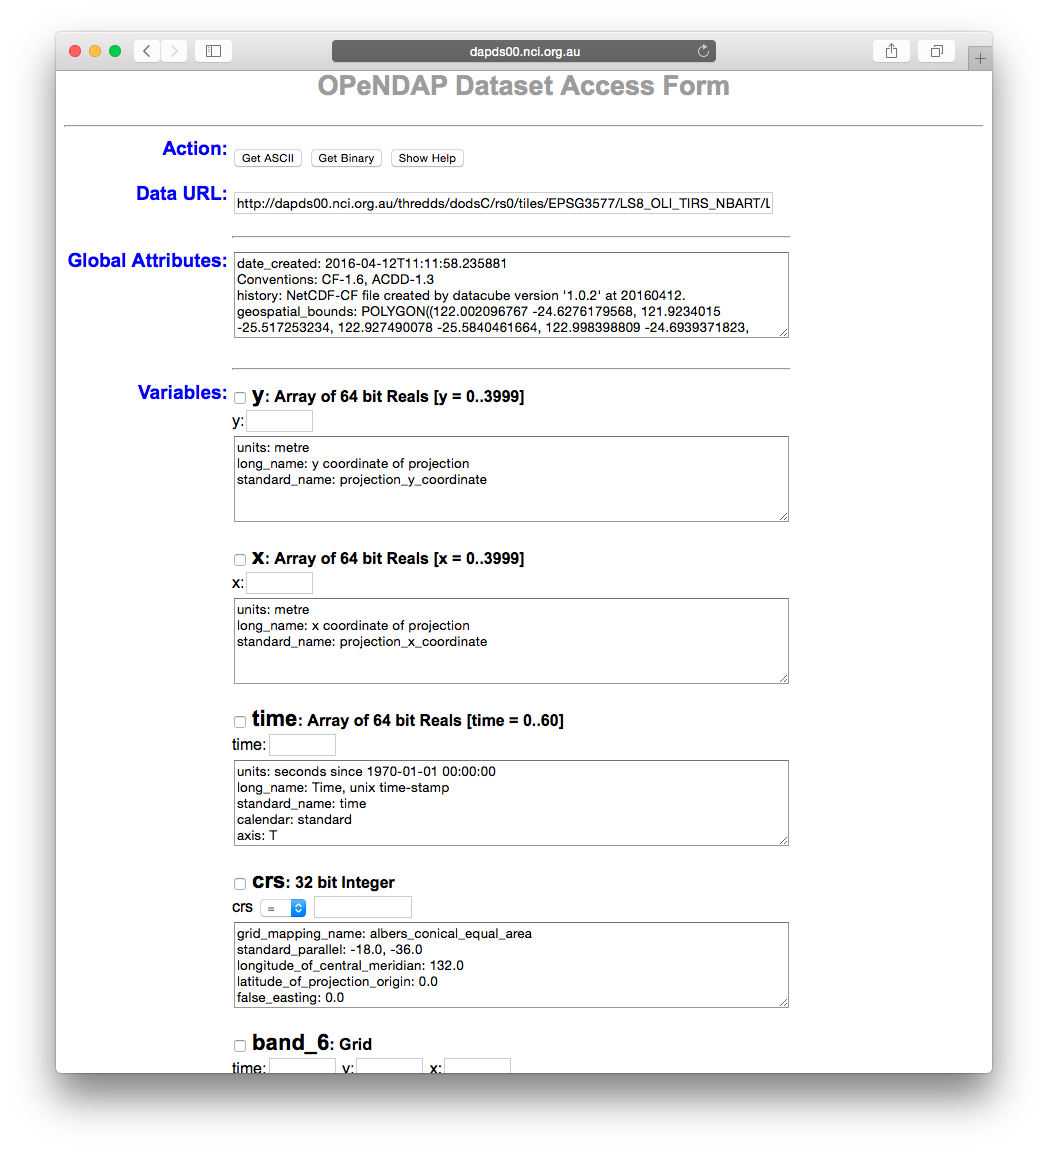 dapds00.nci.org.au
OPeNDAP Dataset Access Form
Action: Get ASCII Get Binary Show Help
Data URL: http://dapds00.nci.org.au/thredds/dodsC/rs0/tiles/EPSG3577/LS8_OLI_TIRS_NBART/L
Global Attributes: date_created: 2016-04-12T11:11:58.235881
Conventions: CF-1.6, ACDD-1.3
history: NetCDF-CF file created by datacube version '1.0.2' at 20160412.
geospatial_bounds: POLYGON((122.002096767 -24.6276179568, 121.9234015
-25.517253234, 122.927490078 -25.5840461664, 122.998398809 -24.6939371823,
Variables: y: Array of 64 bit Reals [y = 0..3999]
y:
units: metre
long_name: y coordinate of projection
standard_name: projection_y_coordinate
x: Array of 64 bit Reals [x = 0..3999]
x:
units: metre
long_name: x coordinate of projection
standard_name: projection_x_coordinate
time: Array of 64 bit Reals [time = 0..60]
time:
units: seconds since 1970-01-01 00:00:00
long_name: Time, unix time-stamp
standard_name: time
calendar: standard
axis: T
crs: 32 bit Integer
crs =
grid_mapping_name: albers_conical_equal_area
standard_parallel: -18.0, -36.0
longitude_of_central_meridian: 132.0
latitude_of_projection_origin: 0.0
false_easting: 0.0
band_6: Grid
time: y: x: